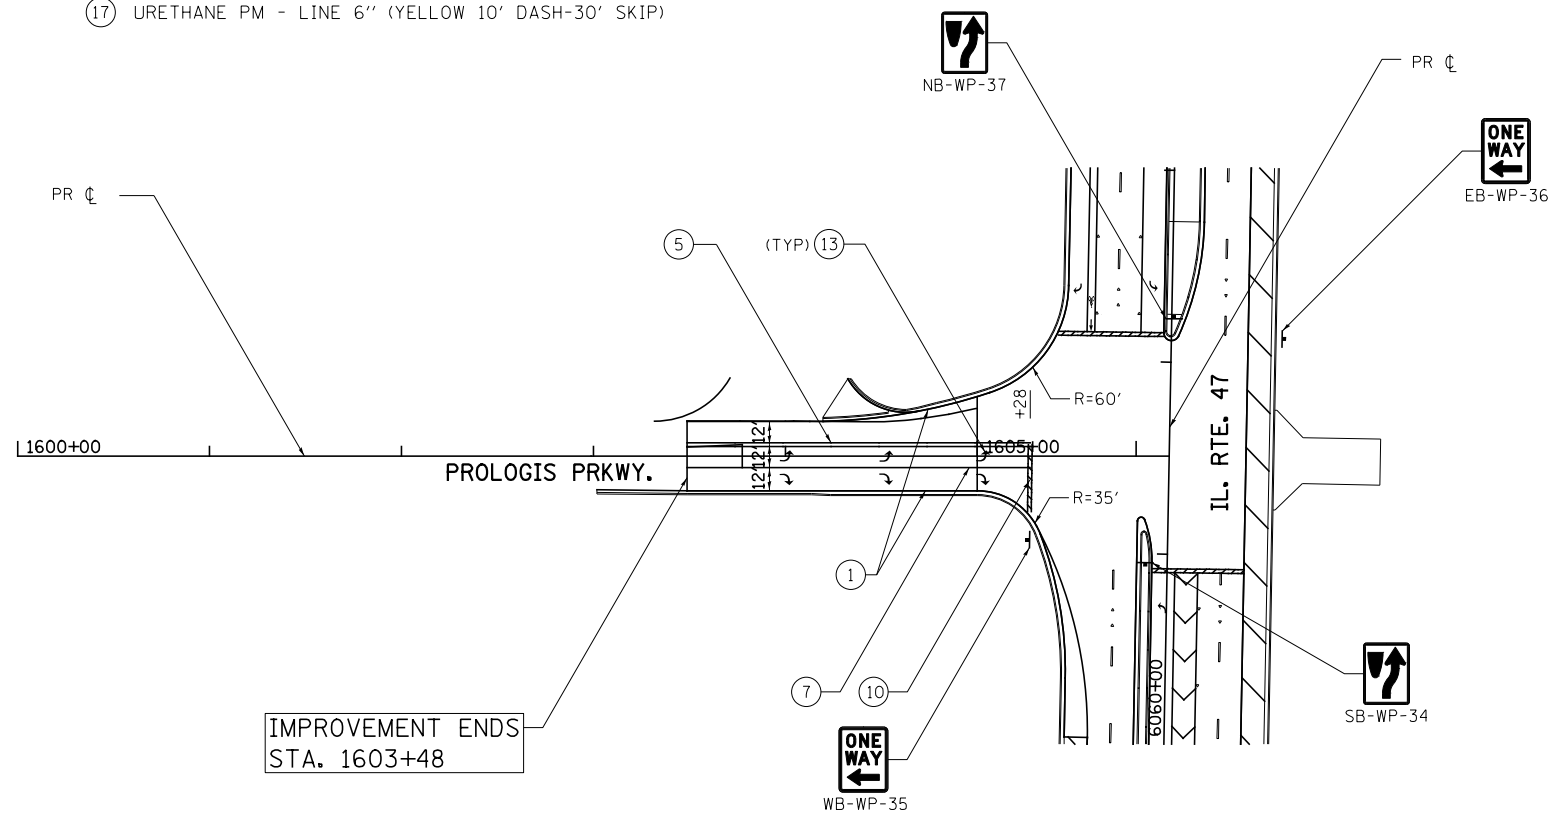 17 URETHANE PM - LINE 6'' (YELLOW 10' DASH-30' SKIP)
NB-WP-37
PR ℄
ONE
WAY
EB-WP-36
PR ℄
5
(TYP) 13
+28
R=60'
IL. RTE. 47
12'
1600+00
1605+00
PROLOGIS PRKWY.
12'
12'
R=35'
1
7
10
6060+00
SB-WP-34
IMPROVEMENT ENDS
STA. 1603+48
ONE
WAY
WB-WP-35